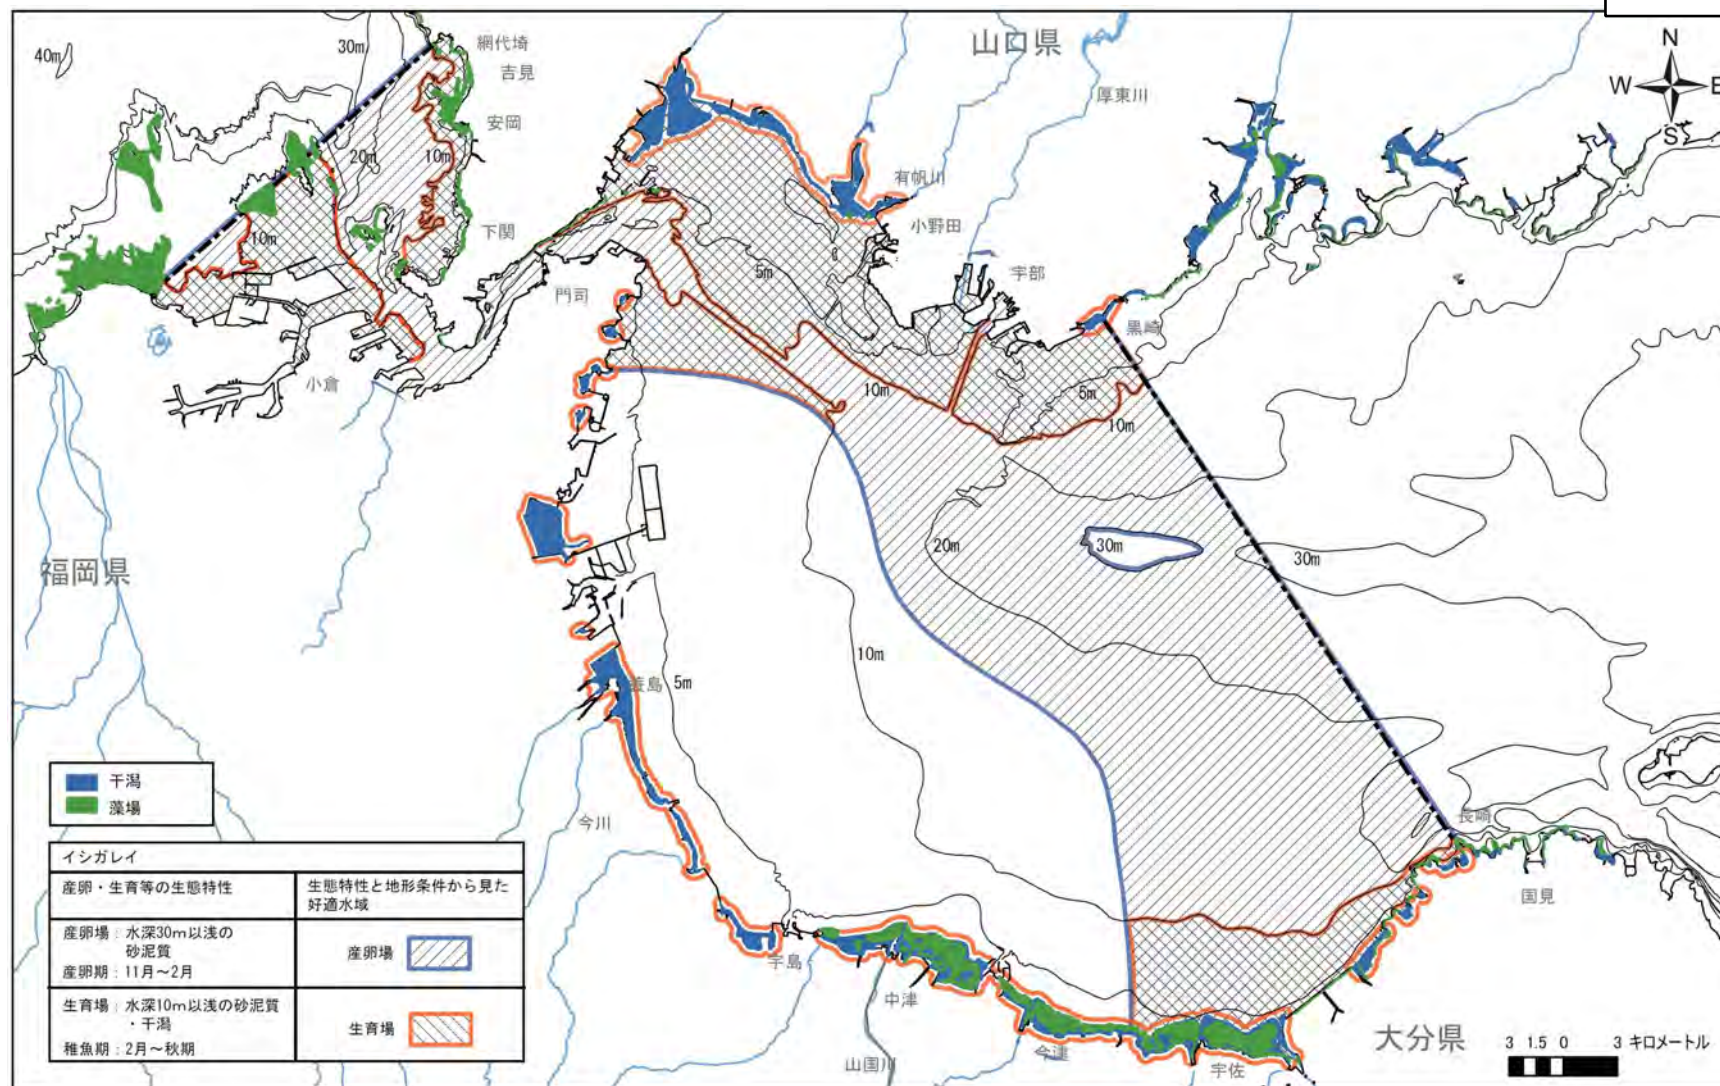 40m
30m
網代埼
吉見
安岡
20m
10m
10m
下関
山口県
厚東川
有帆川
小野田
宇部
黒崎
N
W
E
S
門司
小倉
5m
10m
5m
10m
20m
30m
30m
福岡県
10m
蓑島
5m
今川
長崎
国見
宇島
中津
山国川
今津
宇佐
大分県
3 1.5 0 3 キロメートル
干潟
藻場
イシガレイ
産卵・生育等の生態特性
生態特性と地形条件から見た
好適水域
産卵場:水深30m以浅の
砂泥質
産卵期:11月~2月
産卵場
生育場:水深10m以浅の砂泥質
・干潟
稚魚期:2月~秋期
生育場